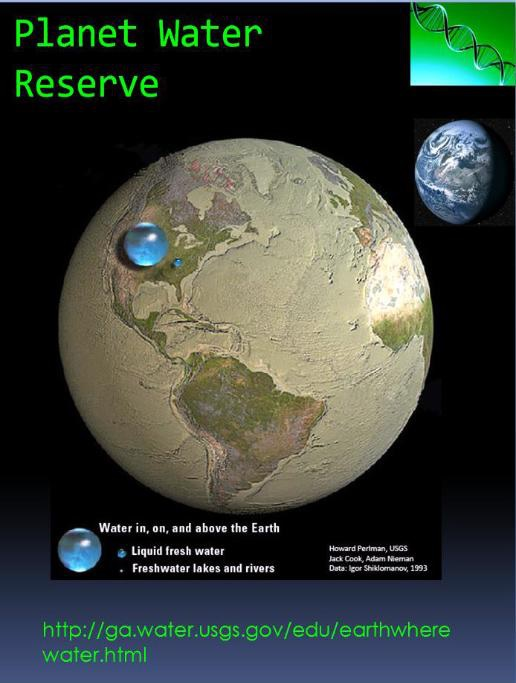 Planet Water
Reserve
Water in, on, and above the Earth
Liquid fresh water
Freshwater lakes and rivers
Howard Perlman, USGS
Jack Cook, Adam Nieman
Data: Igor Shiklomanov, 1993
http://ga.water.usgs.gov/edu/earthwhere
water.html